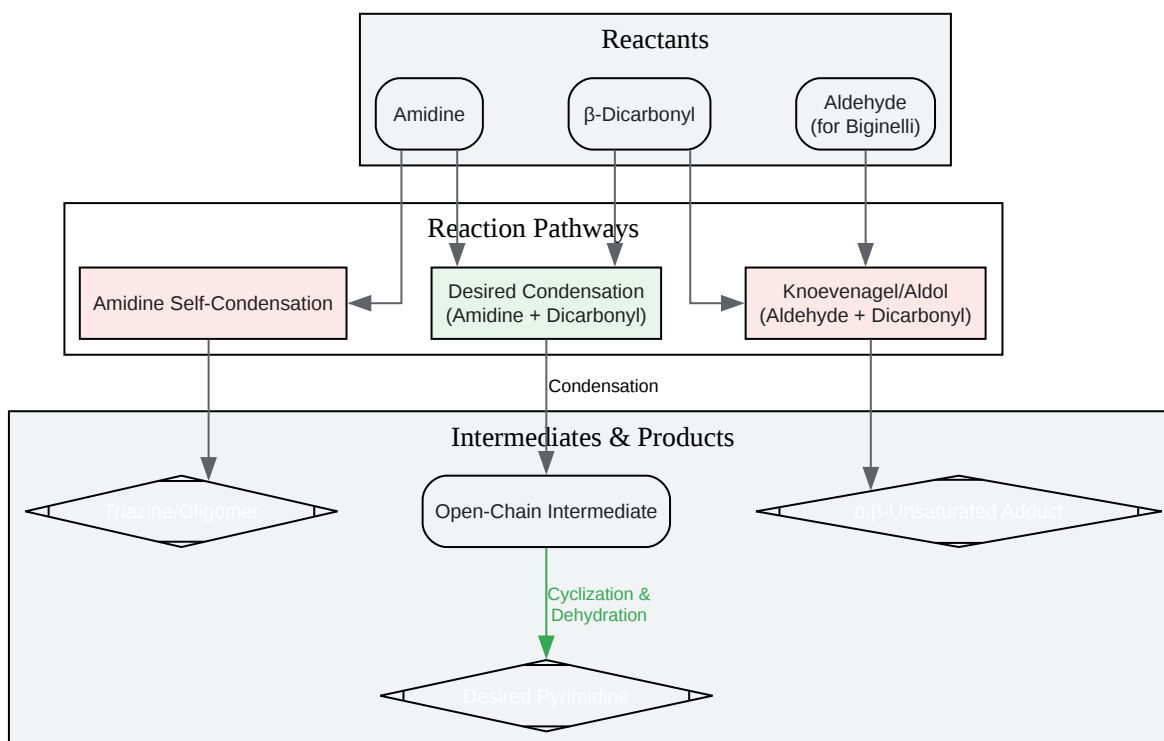 Reactants
Amidine
β-Dicarbonyl
Aldehyde
(for Biginelli)
Reaction Pathways
Amidine Self-Condensation
Desired Condensation
(Amidine + Dicarbonyl)
Knoevenagel/Aldol
(Aldehyde + Dicarbonyl)
Condensation
Intermediates & Products
Triazine/Oligomer
Open-Chain Intermediate
α,β-Unsaturated Adduct
Cyclization &
Dehydration
Desired Pyrimidine